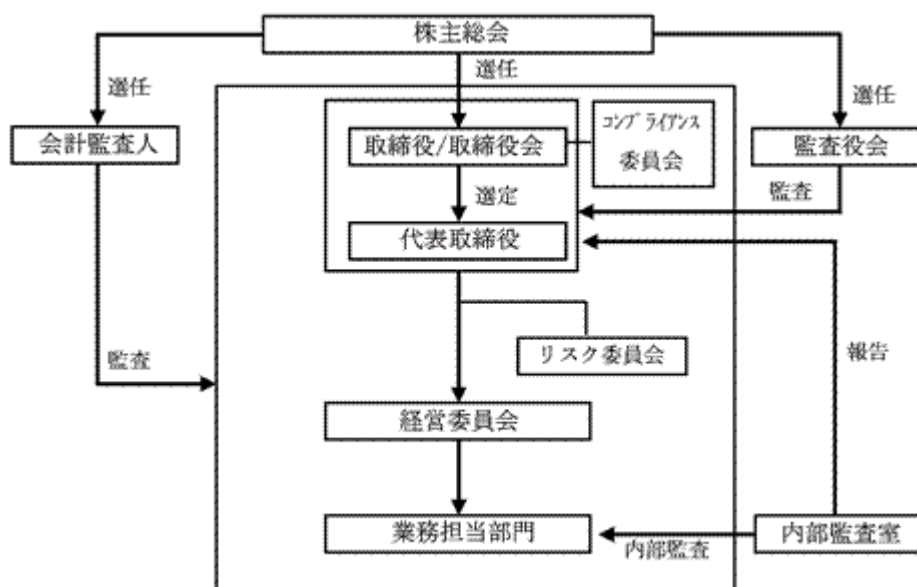 株主総会
選任
選任
選任
会計監査人
取締役/取締役会
コンプライアンス
委員会
監査役会
選定
監査
代表取締役
リスク委員会
監査
報告
経営委員会
業務担当部門
内部監査
内部監査室